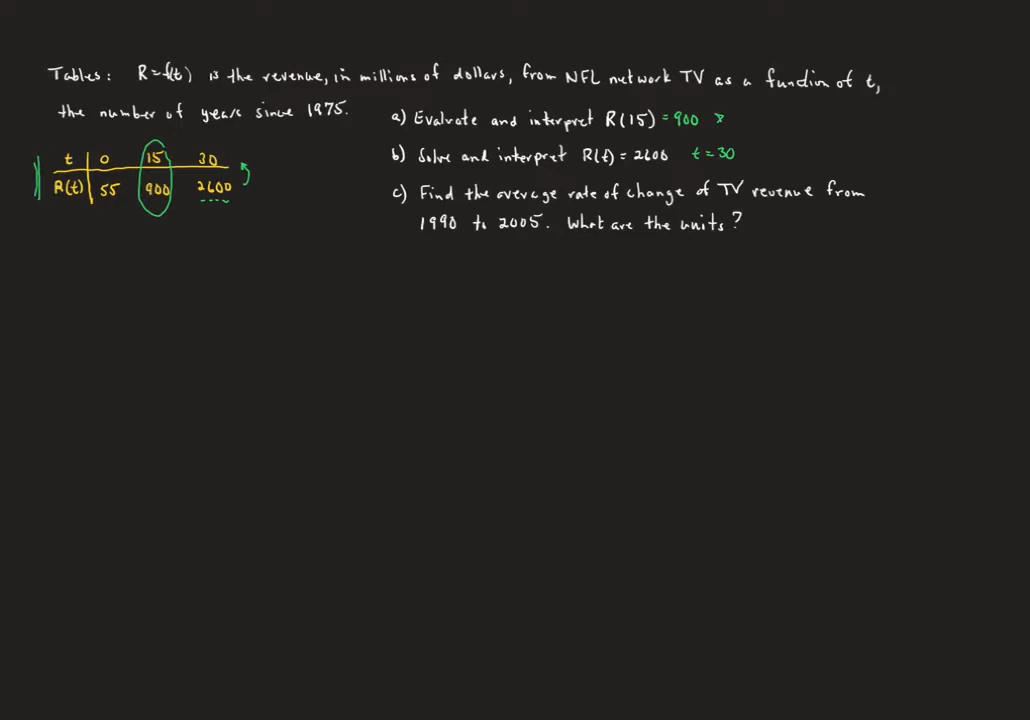 Tables: R=f(t) is the revenue, in millions of dollars, from NFL network TV as a function of t,
the number of years since 1975.
a) Evaluate and interpret R(15) = 900
t 0 15 30
R(t) 55 900 2600
b) Solve and interpret R(t) = 2600 t = 30
c) Find the average rate of change of TV revenue from
1990 to 2005. What are the units?